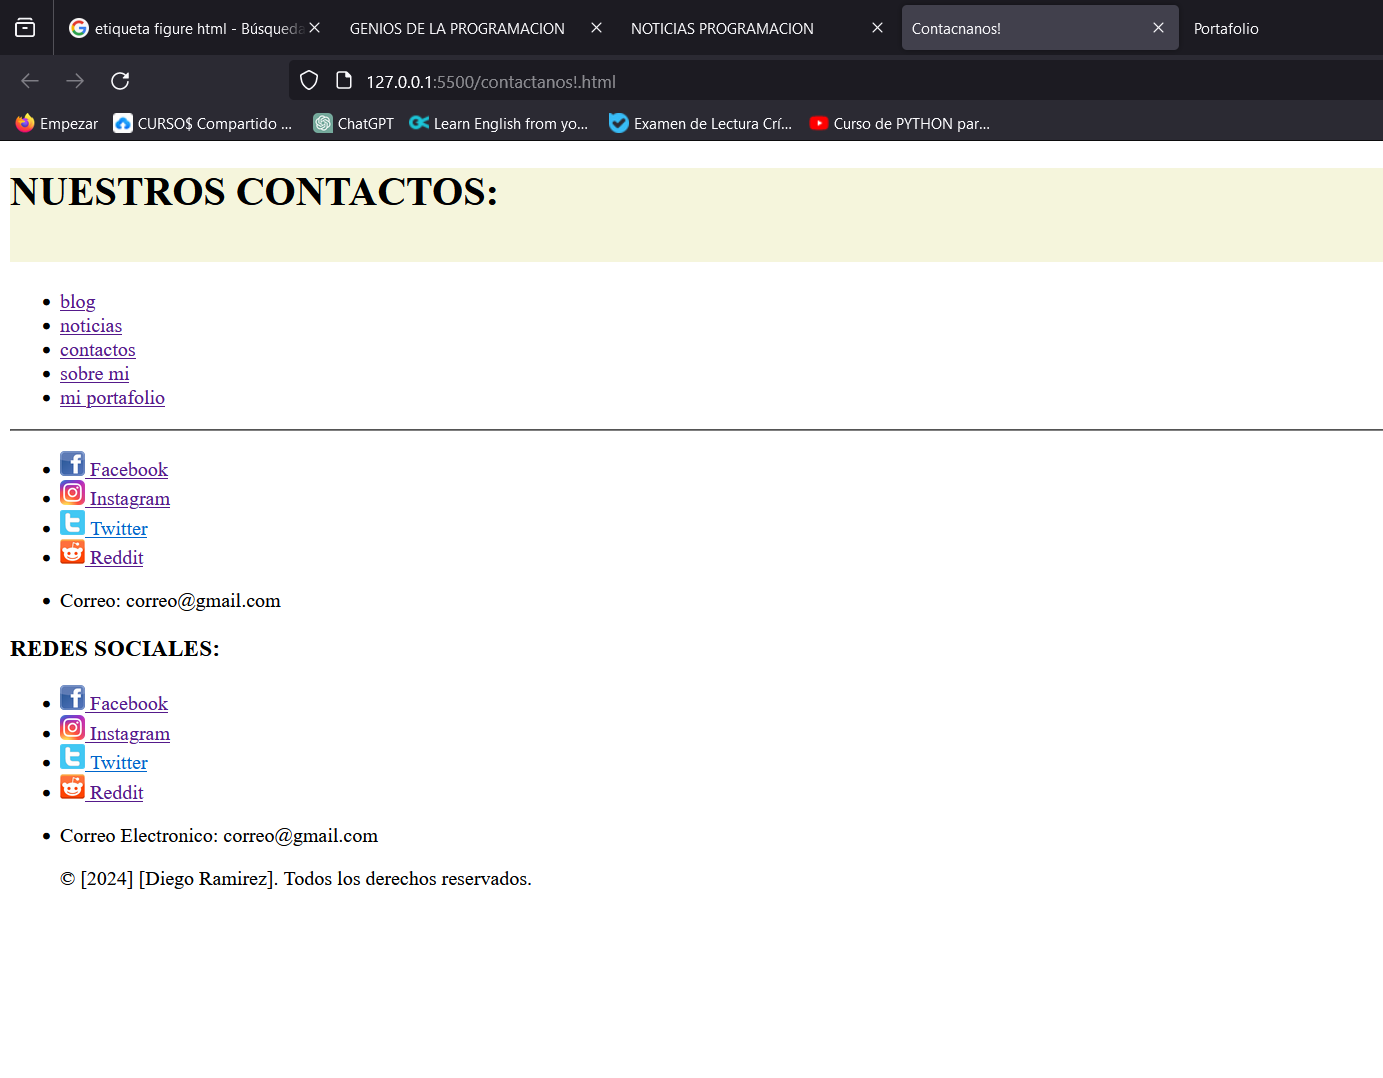 etiqueta figure html - Búsqueda
GENIOS DE LA PROGRAMACION
NOTICIAS PROGRAMACION
Contacnanos!
Portafolio
127.0.0.1:5500/contactanos!.html
Empezar
CURSO$ Compartido ...
ChatGPT
Learn English from yo...
Examen de Lectura Crí...
Curso de PYTHON par...
NUESTROS CONTACTOS:
blog
noticias
contactos
sobre mi
mi portafolio
Facebook
Instagram
Twitter
Reddit
Correo: correo@gmail.com
REDES SOCIALES:
Facebook
Instagram
Twitter
Reddit
Correo Electronico: correo@gmail.com
© [2024] [Diego Ramirez]. Todos los derechos reservados.